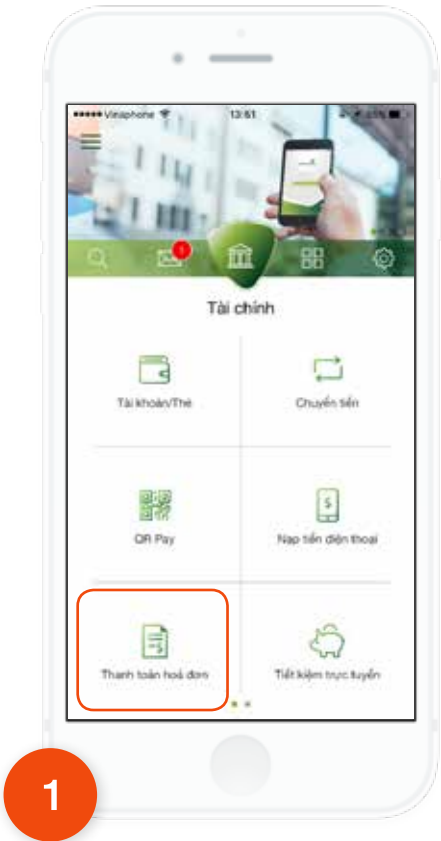 Vinaphone 13:51
1
Tài chính
Tài khoản/Thẻ
Chuyển tiền
QR Pay
Nạp tiền điện thoại
Thanh toán hoá đơn
Tiết kiệm trực tuyến
1